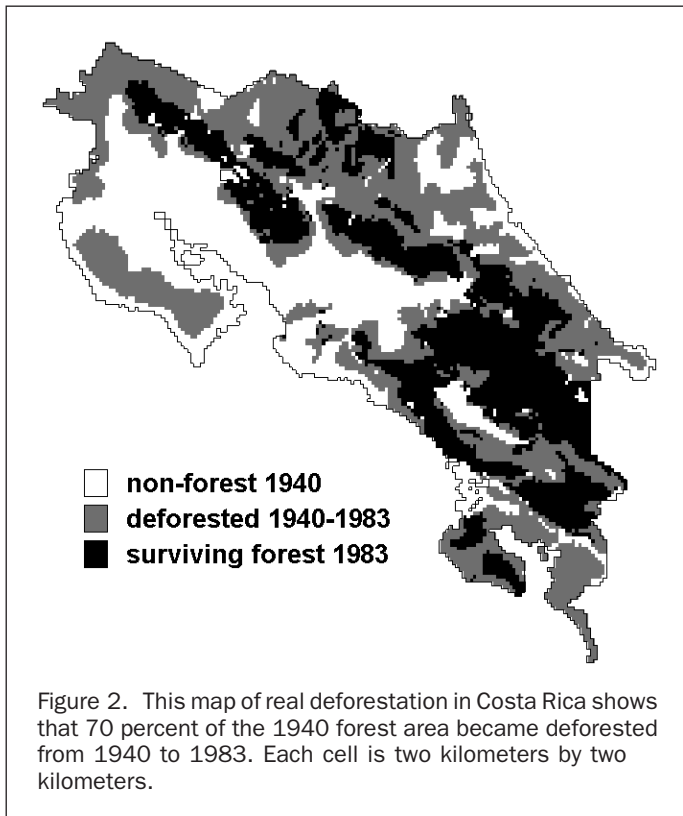 non-forest 1940
deforested 1940-1983
surviving forest 1983
Figure 2. This map of real deforestation in Costa Rica shows
that 70 percent of the 1940 forest area became deforested
from 1940 to 1983. Each cell is two kilometers by two
kilometers.